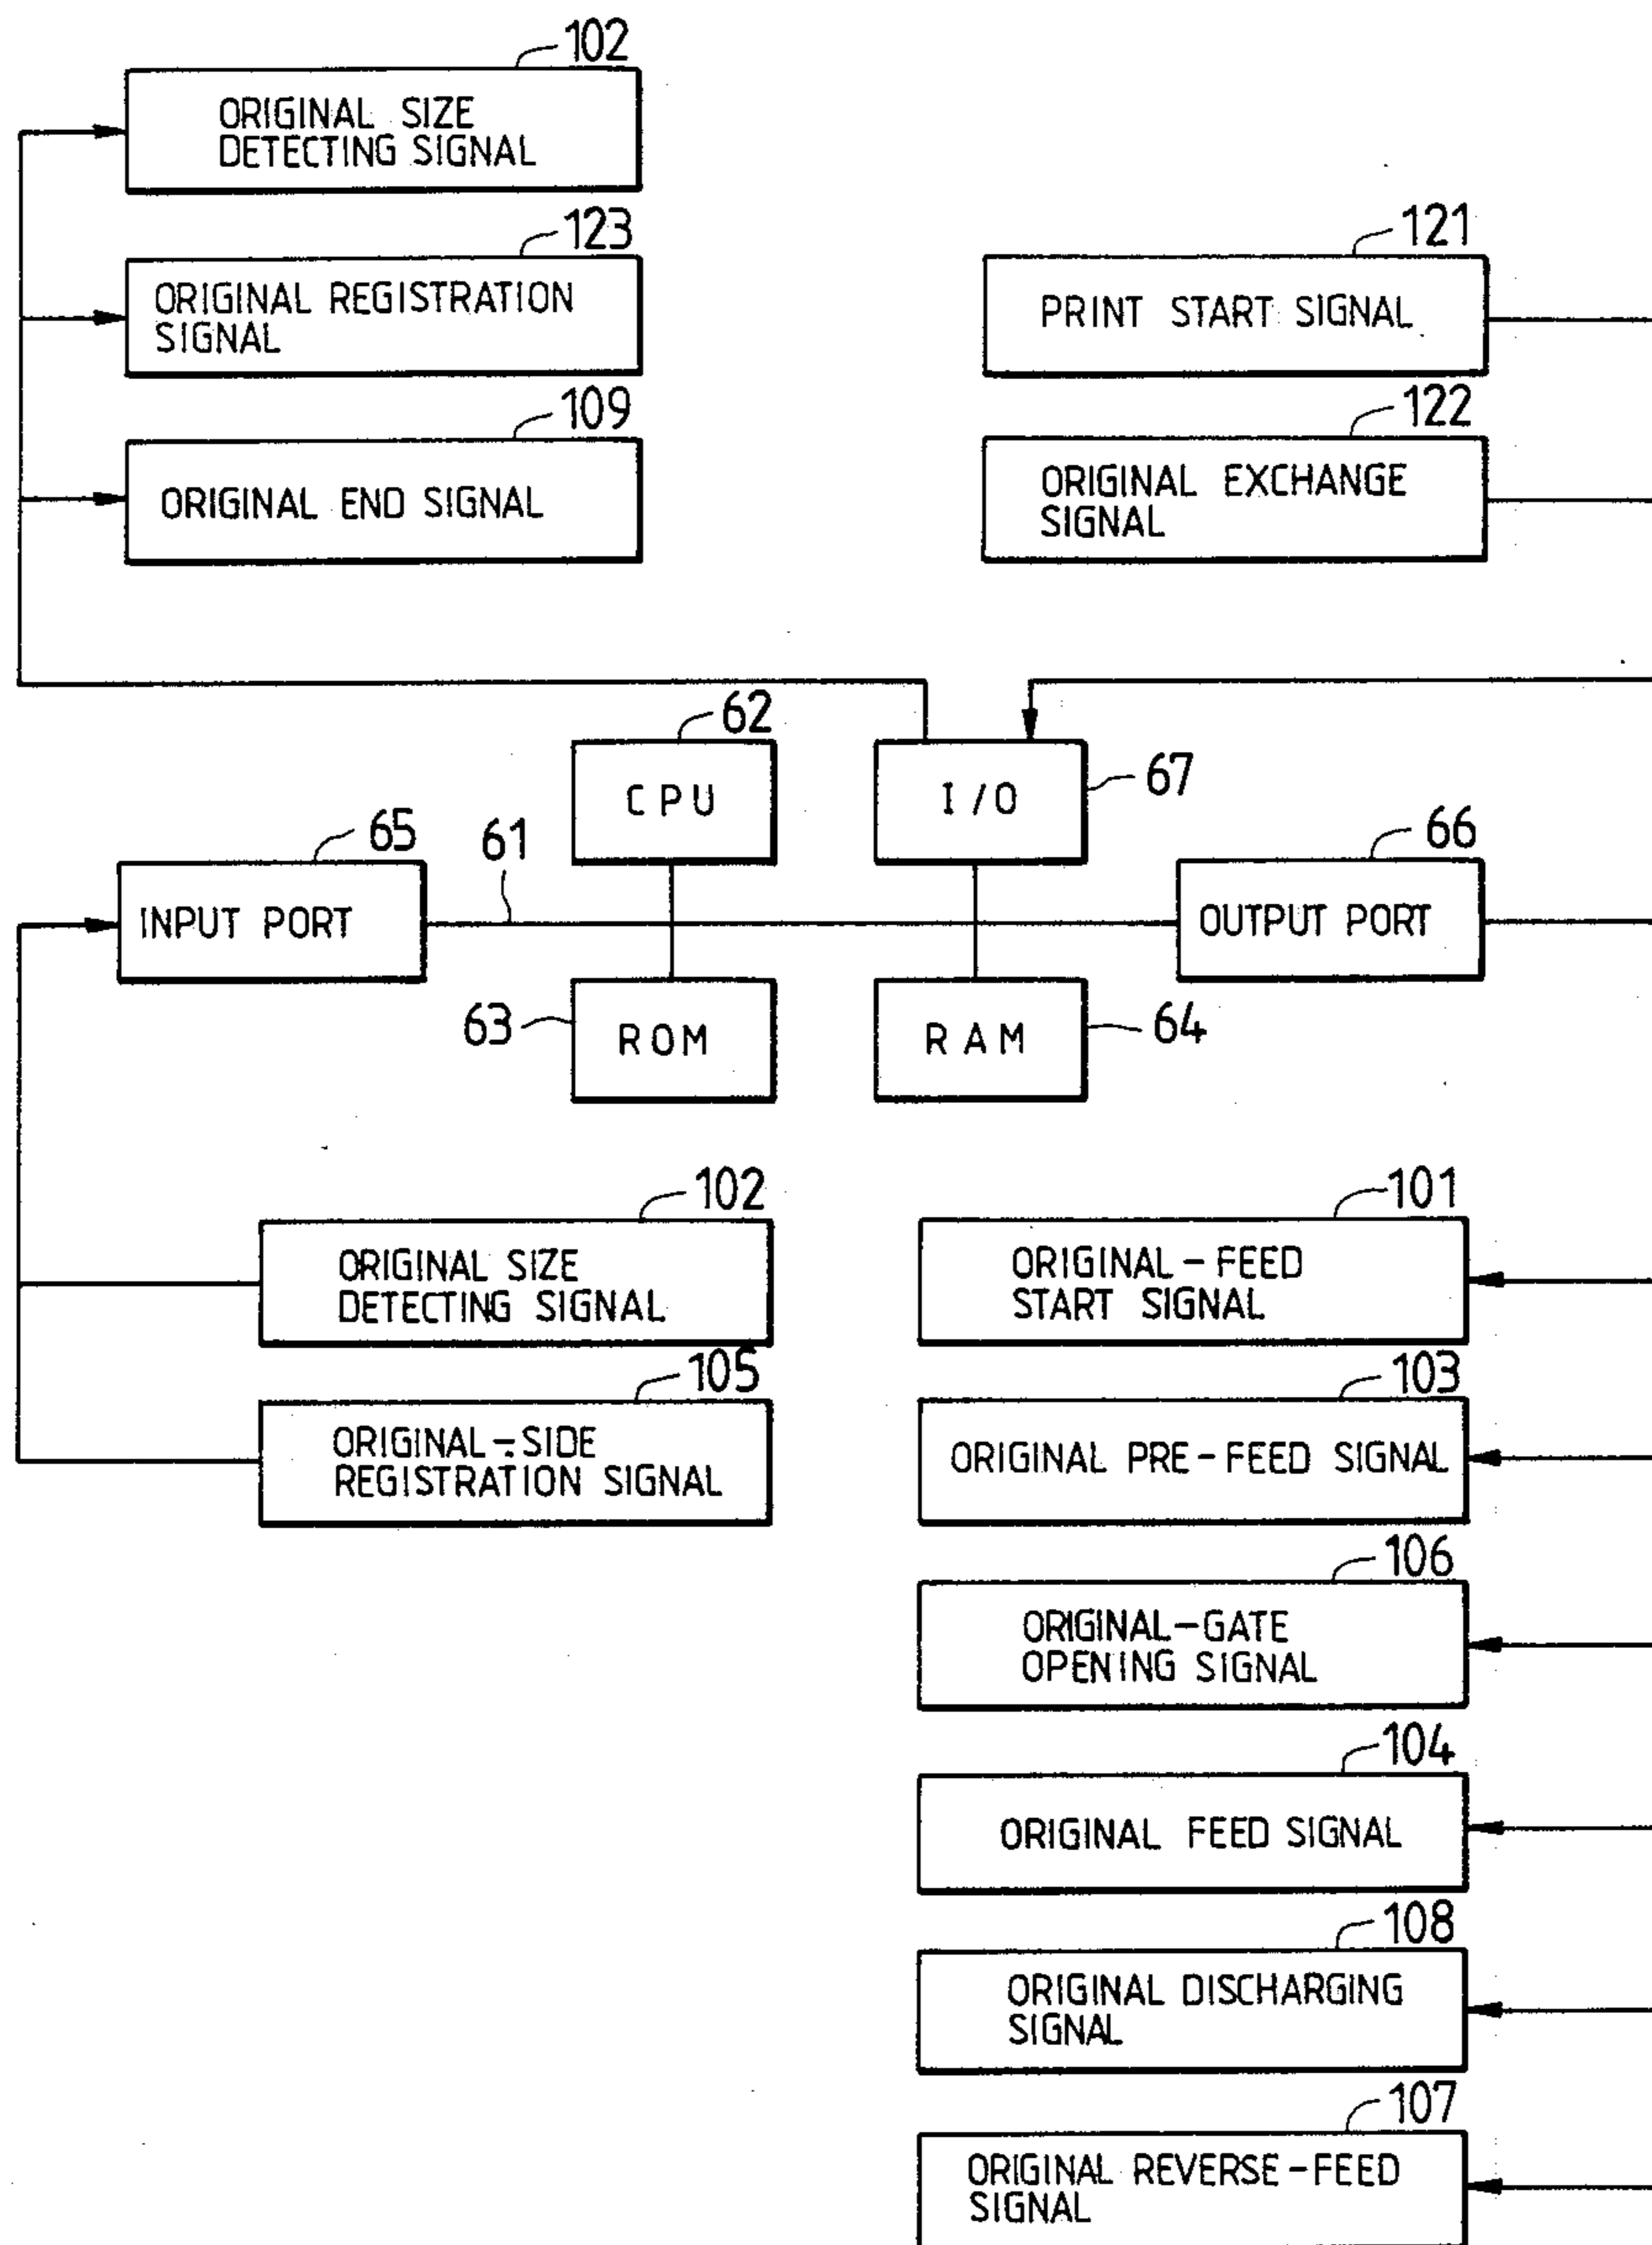 102
ORIGINAL SIZE
DETECTING SIGNAL
123
ORIGINAL REGISTRATION
SIGNAL
109
ORIGINAL END SIGNAL
121
PRINT START SIGNAL
122
ORIGINAL EXCHANGE
SIGNAL
62
CPU
67
I/O
65
INPUT PORT
61
66
OUTPUT PORT
63
ROM
64
RAM
102
ORIGINAL SIZE
DETECTING SIGNAL
105
ORIGINAL-SIDE
REGISTRATION SIGNAL
101
ORIGINAL-FEED
START SIGNAL
103
ORIGINAL PRE-FEED SIGNAL
106
ORIGINAL-GATE
OPENING SIGNAL
104
ORIGINAL FEED SIGNAL
108
ORIGINAL DISCHARGING
SIGNAL
107
ORIGINAL REVERSE-FEED
SIGNAL